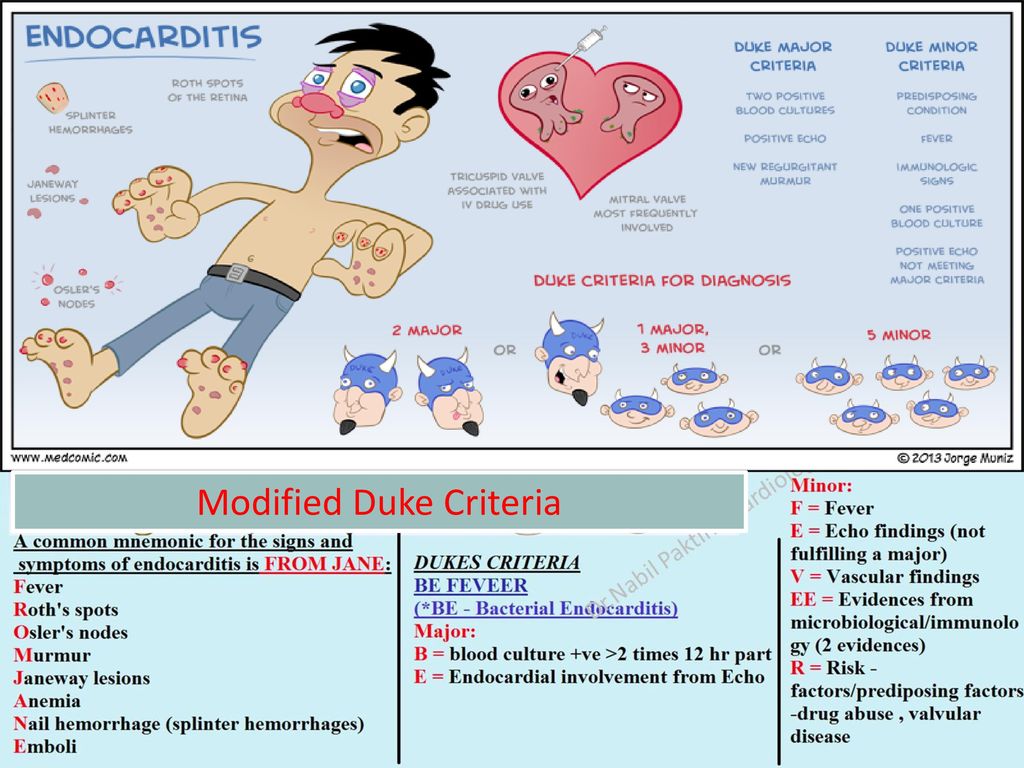 ENDOCARDITIS
SPLINTER
HEMORRHAGES
ROTH SPOTS
OF THE RETINA
JANEWAY
LESIONS
OSLER'S
NODES
TRICUSPID VALVE
ASSOCIATED WITH
IV DRUG USE
MITRAL VALVE
MOST FREQUENTLY
INVOLVED
DUKE MAJOR
CRITERIA
TWO POSITIVE
BLOOD CULTURES
POSITIVE ECHO
NEW REGURGITANT
MURMUR
DUKE MINOR
CRITERIA
PREDISPOSING
CONDITION
FEVER
IMMUNOLOGIC
SIGNS
ONE POSITIVE
BLOOD CULTURE
POSITIVE ECHO
NOT MEETING
MAJOR CRITERIA
DUKE CRITERIA FOR DIAGNOSIS
2 MAJOR
OR
1 MAJOR,
3 MINOR
OR
5 MINOR
DUKE
DUKE
DUKE
www.medcomic.com
© 2013 Jorge Muniz
Modified Duke Criteria
A common mnemonic for the signs and
symptoms of endocarditis is FROM JANE:
Fever
Roth's spots
Osler's nodes
Murmur
Janeway lesions
Anemia
Nail hemorrhage (splinter hemorrhages)
Emboli
DUKES CRITERIA
BE FEVEER
(*BE - Bacterial Endocarditis)
Major:
B = blood culture +ve >2 times 12 hr part
E = Endocardial involvement from Echo
Dr.Nabil Paktin
Minor:
F = Fever
E = Echo findings (not
fulfilling a major)
V = Vascular findings
EE = Evidences from
microbiological/immunolo
gy (2 evidences)
R = Risk -
factors/prediposing factors
-drug abuse , valvular
disease